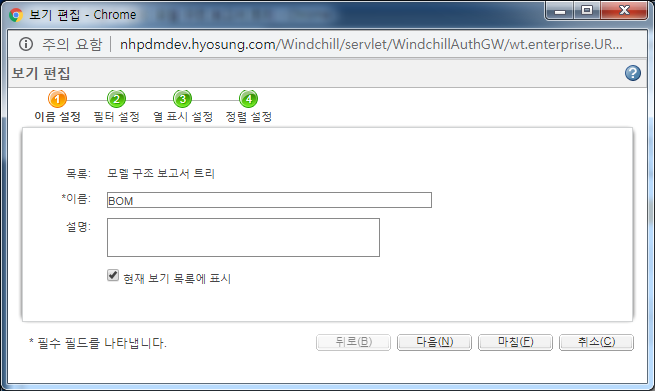 보기 편집 - Chrome
주의 요함 | nhpdmdev.hyosung.com/Windchill/servlet/WindchillAuthGW/wt.enterprise.UR...
보기 편집 ?
1 2 3 4
이름 설정 필터 설정 열 표시 설정 정렬 설정
목록: 모델 구조 보고서 트리
*이름: BOM
설명:
현재 보기 목록에 표시
* 필수 필드를 나타냅니다. 뒤로(B) 다음(N) 마침(F) 취소(C)